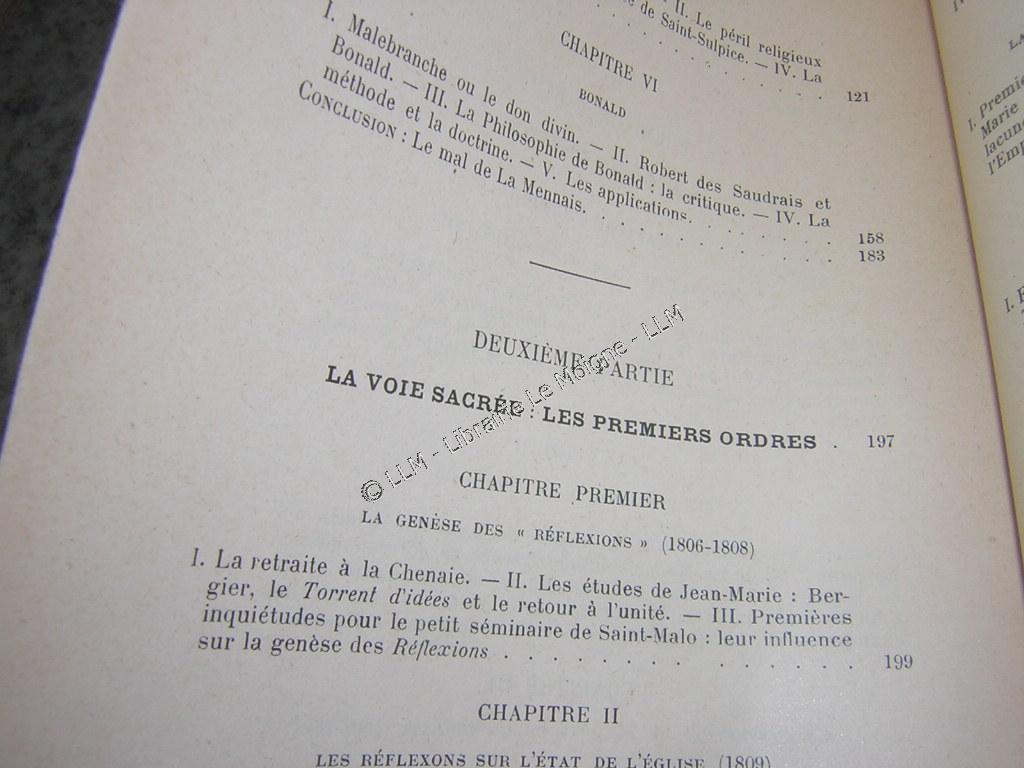 II. Le péril religieux
de Saint-Sulpice. — IV. La
121
CHAPITRE VI
BONALD
I. Malebranche ou le don divin. — II. Robert des Saudrais et
Bonald. — III. La Philosophie de Bonald : la critique. — IV. La
méthode et la doctrine. — V. Les applications. . . . . . . . 158
CONCLUSION : Le mal de La Mennais. . . . . . . . . . 183
DEUXIÈME PARTIE
LA VOIE SACRÉE : LES PREMIERS ORDRES . 197
© LLM - Librairie Le Moigne - LLM
CHAPITRE PREMIER
LA GENÈSE DES « RÉFLEXIONS » (1806-1808)
I. La retraite à la Chenaie. — II. Les études de Jean-Marie : Ber-
gier, le Torrent d'idées et le retour à l'unité. — III. Premières
inquiétudes pour le petit séminaire de Saint-Malo : leur influence
sur la genèse des Réflexions . . . . . . . . . . . . 199
CHAPITRE II
LES RÉFLEXONS SUR L'ÉTAT DE L'ÉGLISE (1809)
I. Premiè
Marie
lacun
l'Emp